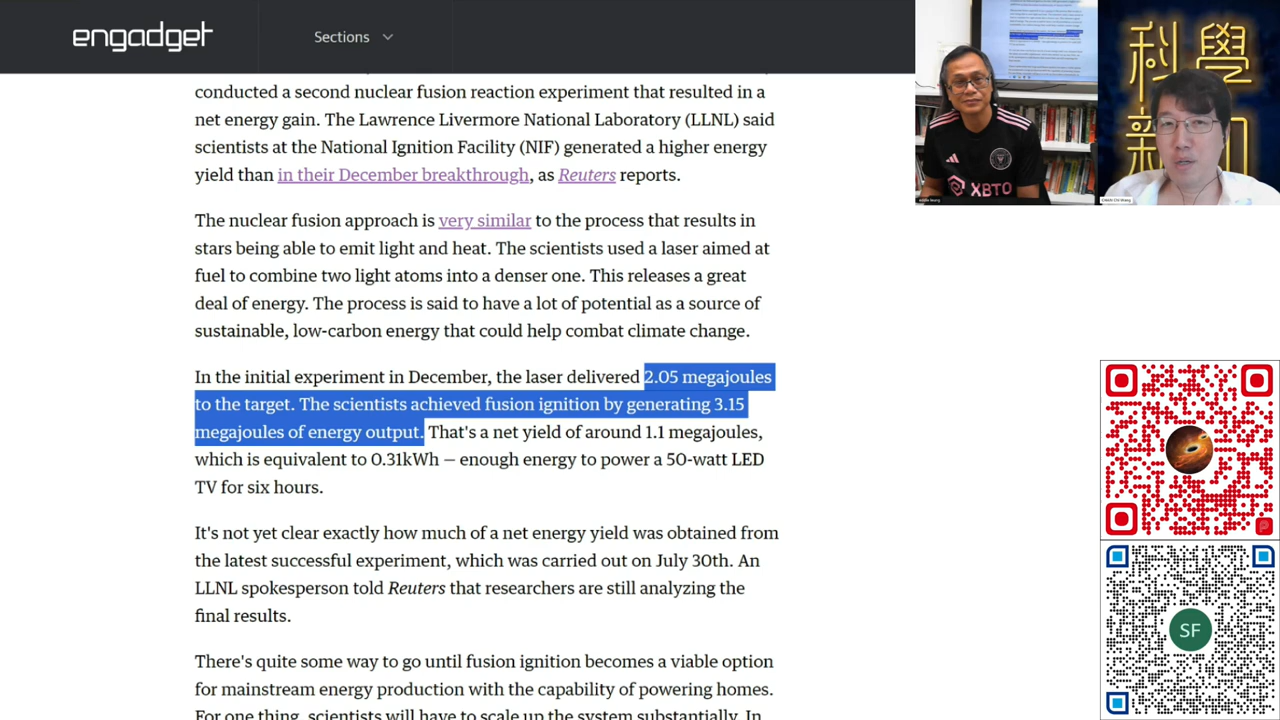 engadget
Sections
conducted a second nuclear fusion reaction experiment that resulted in a
net energy gain. The Lawrence Livermore National Laboratory (LLNL) said
scientists at the National Ignition Facility (NIF) generated a higher energy
yield than in their December breakthrough, as Reuters reports.
The nuclear fusion approach is very similar to the process that results in
stars being able to emit light and heat. The scientists used a laser aimed at
fuel to combine two light atoms into a denser one. This releases a great
deal of energy. The process is said to have a lot of potential as a source of
sustainable, low-carbon energy that could help combat climate change.
In the initial experiment in December, the laser delivered 2.05 megajoules
to the target. The scientists achieved fusion ignition by generating 3.15
megajoules of energy output. That's a net yield of around 1.1 megajoules,
which is equivalent to 0.31kWh — enough energy to power a 50-watt LED
TV for six hours.
It's not yet clear exactly how much net energy yield was obtained from
the latest successful experiment, which was carried out on July 30th. An
LLNL spokesperson told Reuters that researchers are still analyzing the
final results.
There's quite some way to go until fusion ignition becomes a viable option
for mainstream energy production with the capability of powering homes.
XBTO
科學
新知
SF